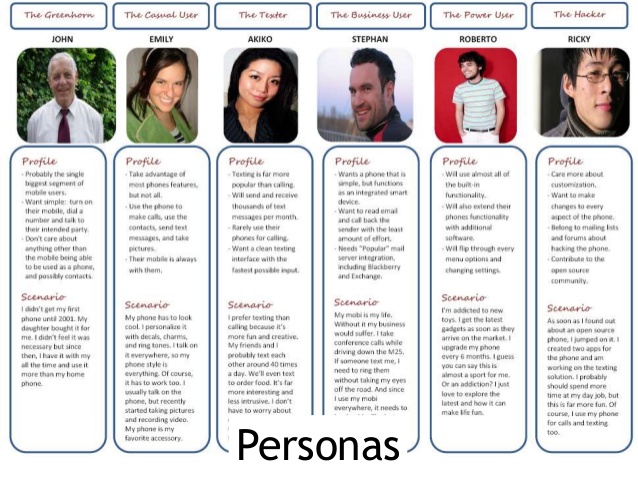 The Greenhorn
The Casual User
The Texter
The Business User
The Power User
The Hacker
JOHN
EMILY
AKIKO
STEPHAN
ROBERTO
RICKY
Profile
- Probably the single
biggest segment of
mobile users.
- Want simple: turn on
their mobile, dial a
number and talk to
their intended party.
- Don't care about
anything other than
the mobile being able
to be used as a phone,
and possibly contacts.
Scenario
I didn't get my first
phone until 2001. My
daughter bought it for
me. I didn't feel it was
necessary but since
then, I have it with my
all the time and use it
more than my home
phone.
Profile
- Take advantage of
most phones features,
but not all.
- Use the phone to
make calls, use the
contacts, send text
messages, and take
pictures.
- Their mobile is always
with them.
Scenario
My phone has to look
cool. I personalize it
with decals, charms,
and ring tones. I talk on
it everywhere, so my
phone style is
everything. Of course,
it has to work too. I
usually talk on the
phone, but recently
started taking pictures
and recording video.
My phone is my
favorite accessory.
Profile
- Texting is far more
popular than calling.
- Will send and receive
thousands of text
messages per month.
- Rarely use their
phones for calling.
- Want a clean texting
interface with the
fastest possible input.
Scenario
I prefer texting than
calling because it's
more fun and creative.
My friends and I
probably text each
other around 40 times
a day. We'll even text
to order food. It's far
more interesting and
less intrusive. I don't
have to worry about
Profile
- Wants a phone that is
simple, but functions
as an integrated smart
device.
- Want to read email
and call back the
sender with the least
amount of effort.
- Needs "Popular" mail
server integration,
including Blackberry
and Exchange.
Scenario
My mobi is my life.
Without it my business
would suffer. I take
conference calls while
driving down the M25.
If someone text me, I
need to ring them
without taking my eyes
off the road. And since
I use my mobi
everywhere, it needs to
Profile
- Will use almost all of
the built-in
functionality.
- Will also extend their
phones functionality
with additional
software.
- Will flip through every
menu options and
changing settings.
Scenario
I'm addicted to new
toys. I get the latest
gadgets as soon as they
arrive on the market. I
upgrade my phone
every 6 months. I guess
you can say this is
almost a sport for me.
Or an addiction? I just
love to explore the
latest and how it can
make life fun.
Profile
- Care more about
customization.
- Want to make
changes to every
aspect of the phone.
- Belong to mailing lists
and forums about
hacking the phone.
- Contribute to the
open source
community.
Scenario
As soon as I found out
about an open source
phone, I jumped on it. I
created two apps for
the phone and am
working on the texting
solution. I probably
should spend more
time at my day job, but
this is far more fun. Of
course, I use my phone
for calls and texting
too.
Personas